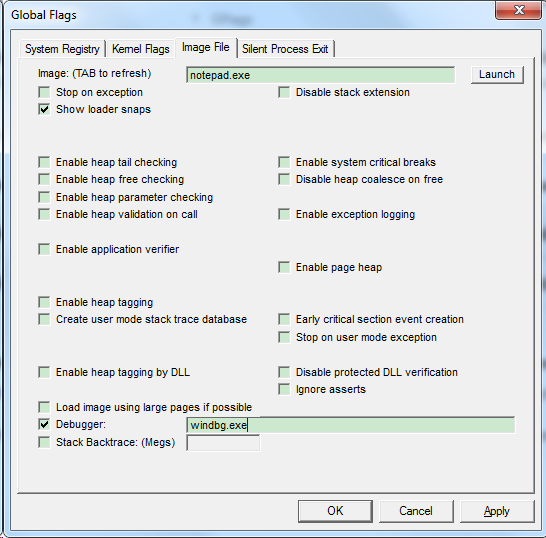 Global Flags
System Registry Kernel Flags Image File Silent Process Exit
Image: (TAB to refresh) notepad.exe Launch
Stop on exception Disable stack extension
Show loader snaps
Enable heap tail checking Enable system critical breaks
Enable heap free checking Disable heap coalesce on free
Enable heap parameter checking
Enable heap validation on call Enable exception logging
Enable application verifier
Enable page heap
Enable heap tagging
Create user mode stack trace database Early critical section event creation
Stop on user mode exception
Enable heap tagging by DLL Disable protected DLL verification
Ignore asserts
Load image using large pages if possible
Debugger: windbg.exe
Stack Backtrace: (Megs)
OK Cancel Apply